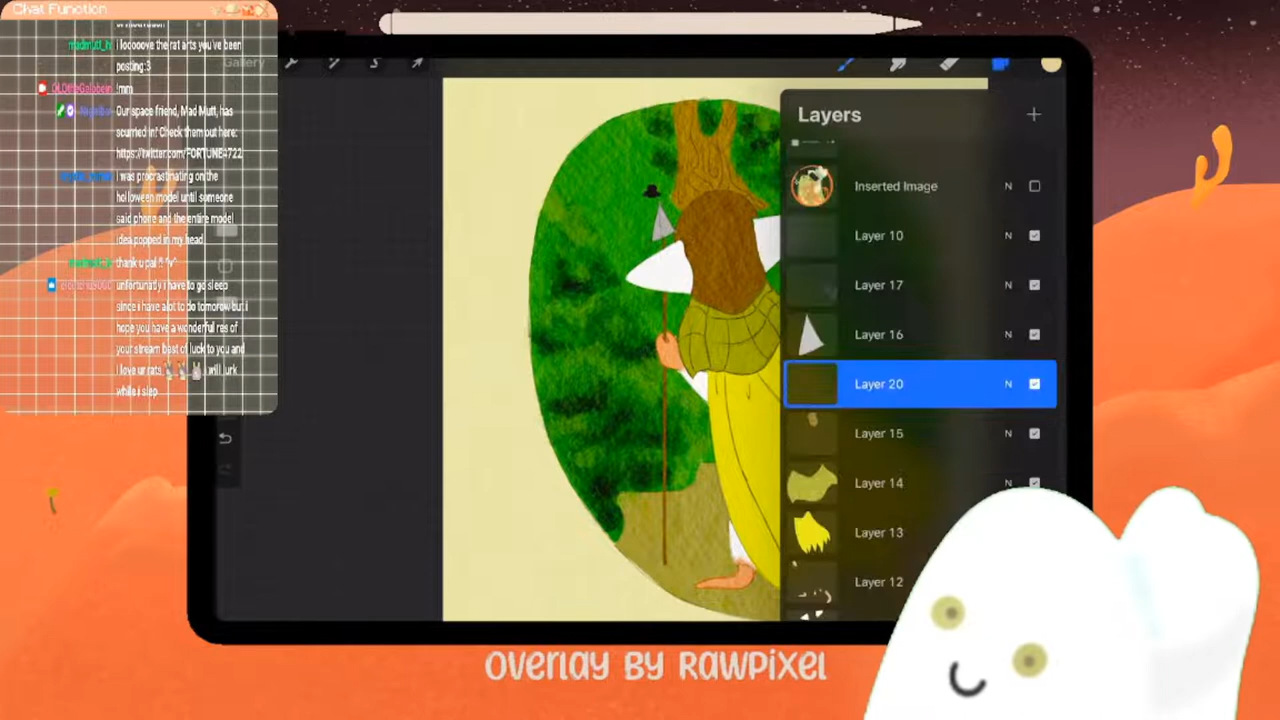 Chat Function
i looooove the rat arts you've been
posting:3
!mm
Our space friend, Mad Mutt, has
scurried in! Check them out here:
https://twitter.com/FORTUNE4722
i was procrastinating on the
holloween model until someone
said phone and the entire model
idea popped in my head
thank u pal !! ^v^
unfortunatly i have to go sleep
since i have alot to do tomorow but i
hope you have a wonderful res of
your stream best of luck to you and
i love ur rats i will lurk
while i slep
Gallery
Layers
Inserted Image N
Layer 10 N
Layer 17 N
Layer 16 N
Layer 20 N
Layer 15 N
Layer 14 N
Layer 13
Layer 12
OVERLAY BY RAWPIXEL